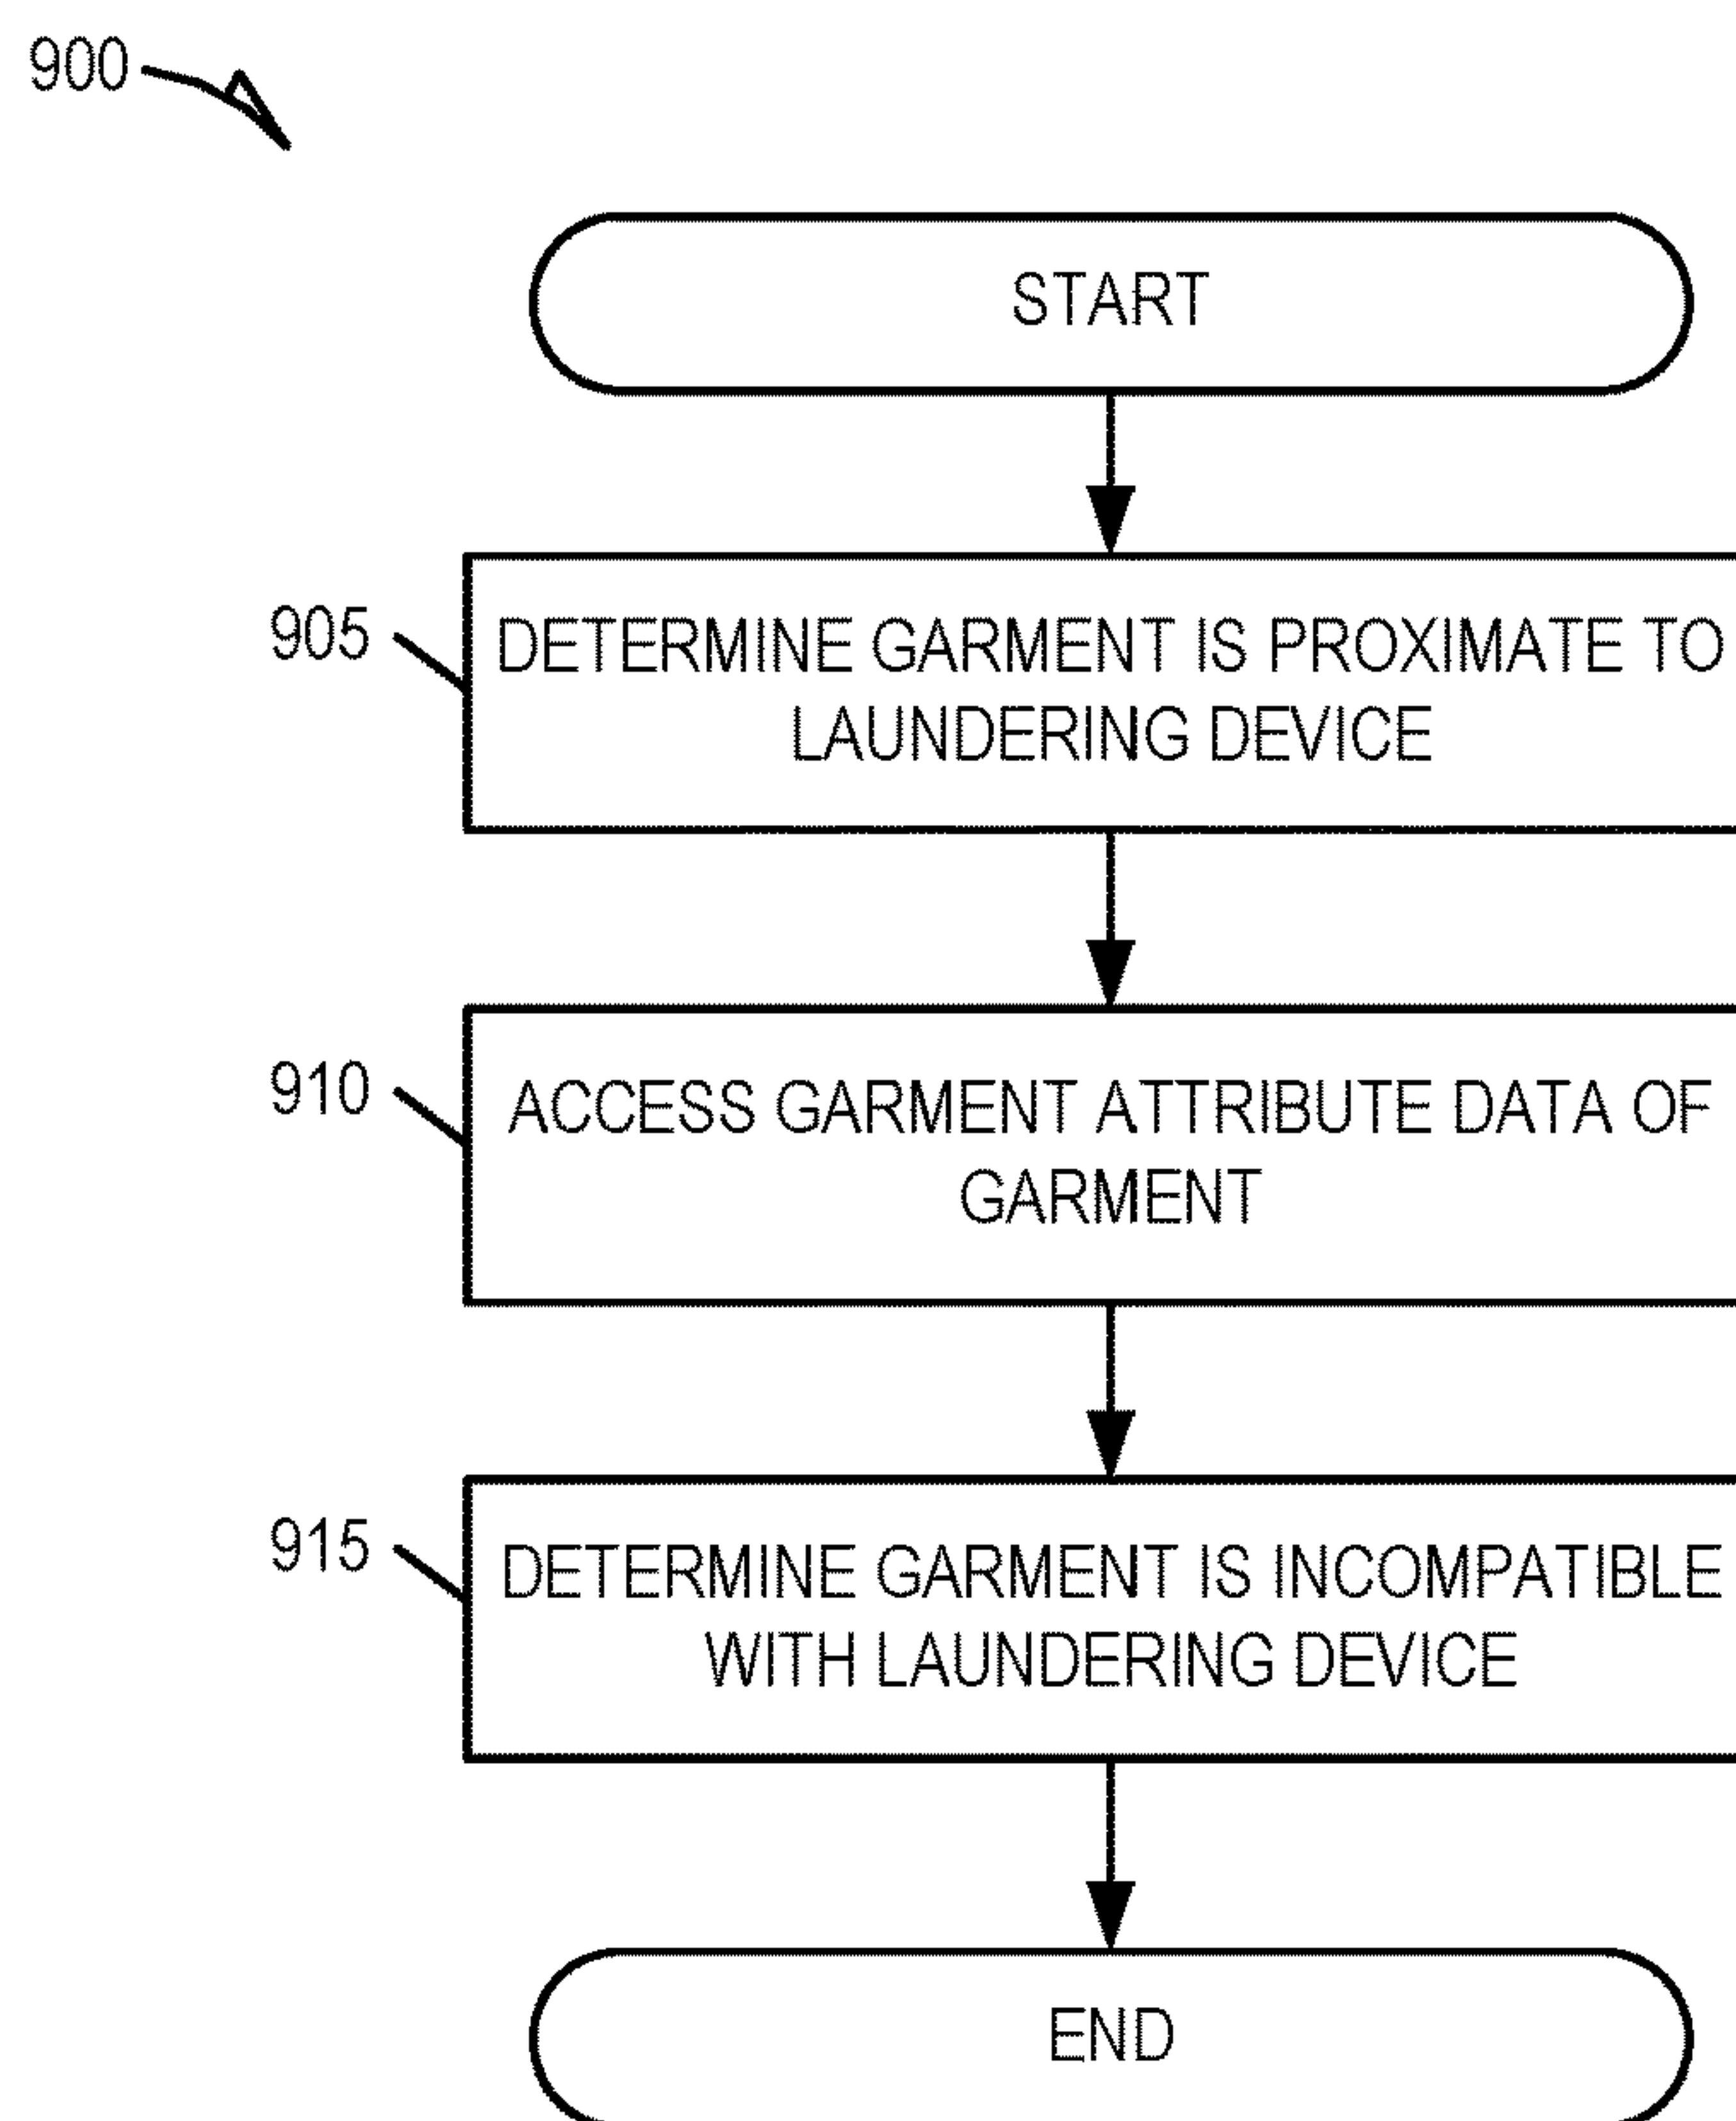 900
START
905
DETERMINE GARMENT IS PROXIMATE TO
LAUNDERING DEVICE
910
ACCESS GARMENT ATTRIBUTE DATA OF
GARMENT
915
DETERMINE GARMENT IS INCOMPATIBLE
WITH LAUNDERING DEVICE
END